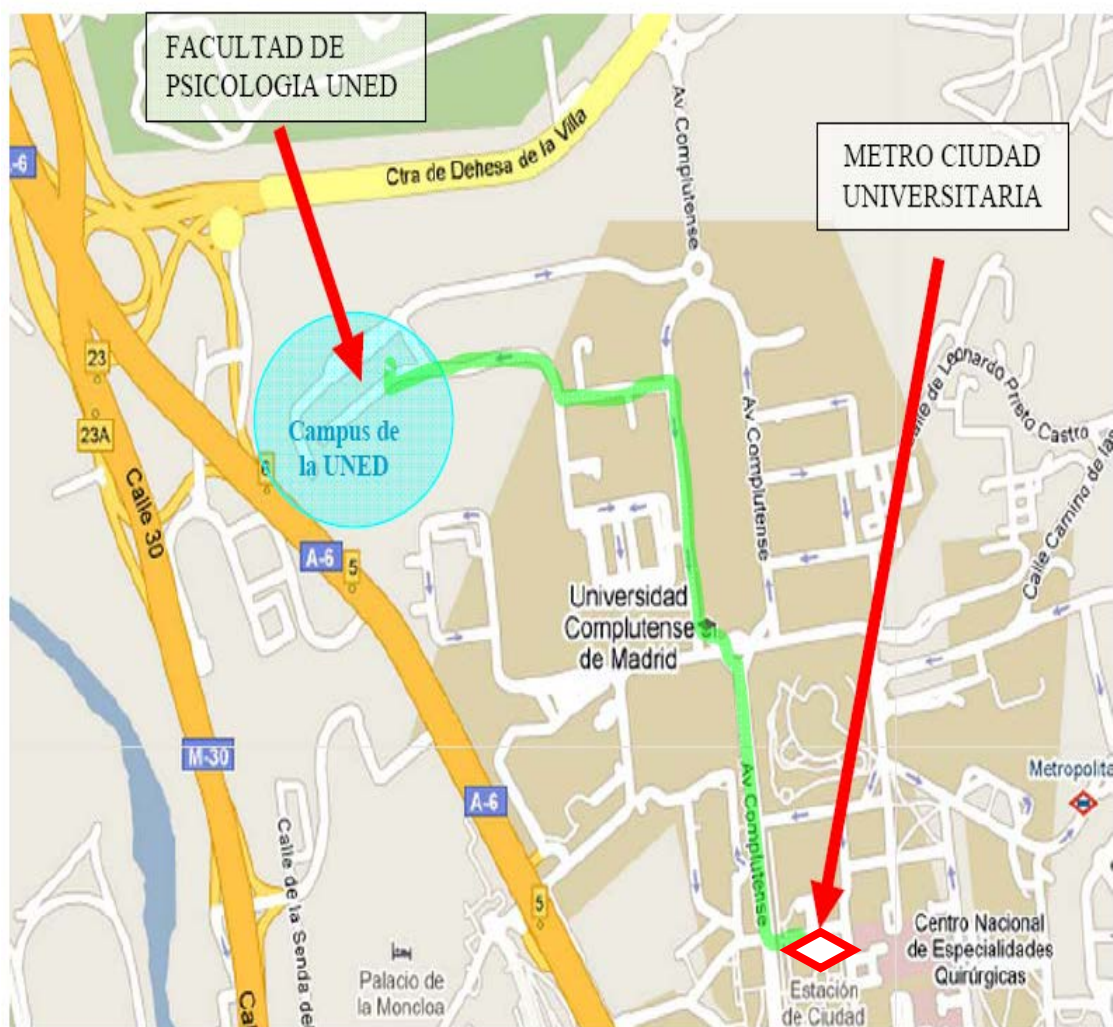 FACULTAD DE
PSICOLOGIA UNED
METRO CIUDAD
UNIVERSITARIA
-6
Ctra de Dehesa de la Villa
Av Complutense
Av Complutense
Calle de Leonardo Prieto Castro
Calle Camino de las
23
23A
Calle 30
Campus de
la UNED
6
A-6
5
Universidad
Complutense
de Madrid
M-30
A-6
Av Complutense
Metropolita
Calle de la Senda del
5
Palacio de
la Moncloa
Centro Nacional
de Especialidades
Quirúrgicas
Estación
de Ciudad